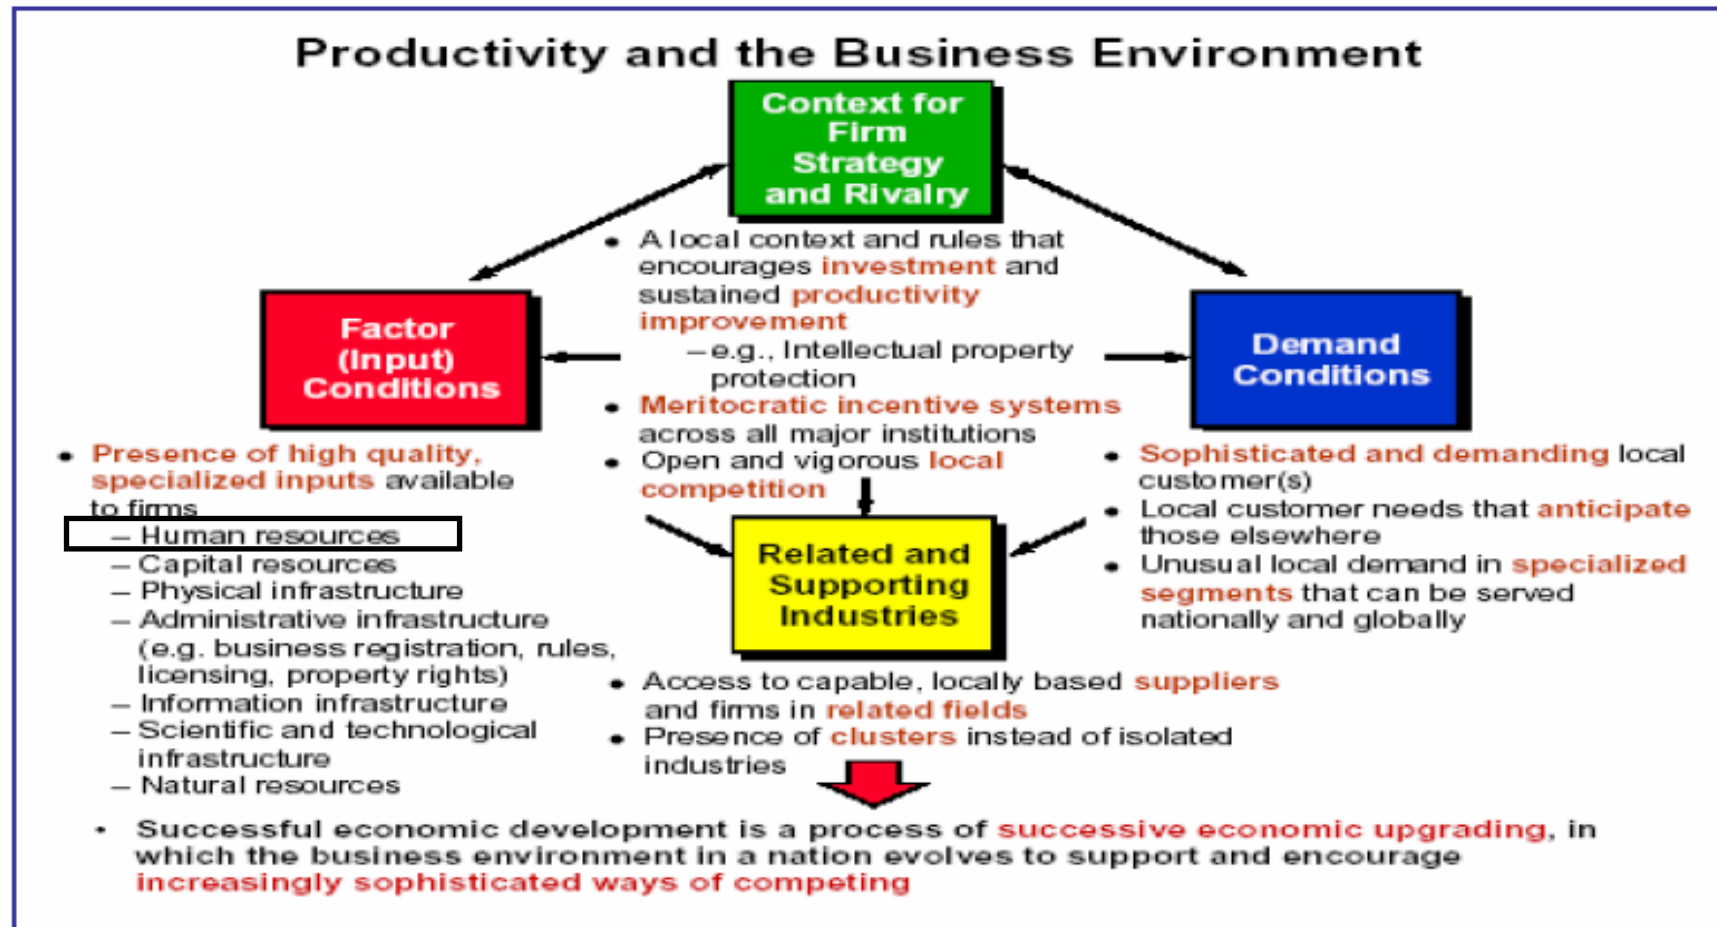 Productivity and the Business Environment
Context for
Firm
Strategy
and Rivalry
• A local context and rules that
encourages investment and
sustained productivity
improvement
– e.g., Intellectual property
protection
• Meritocratic incentive systems
across all major institutions
• Open and vigorous local
competition
Factor
(Input)
Conditions
• Presence of high quality,
specialized inputs available
to firms
– Human resources
– Capital resources
– Physical infrastructure
– Administrative infrastructure
(e.g. business registration, rules,
licensing, property rights)
– Information infrastructure
– Scientific and technological
infrastructure
– Natural resources
Demand
Conditions
• Sophisticated and demanding local
customer(s)
• Local customer needs that anticipate
those elsewhere
• Unusual local demand in specialized
segments that can be served
nationally and globally
Related and
Supporting
Industries
• Access to capable, locally based suppliers
and firms in related fields
• Presence of clusters instead of isolated
industries
• Successful economic development is a process of successive economic upgrading, in
which the business environment in a nation evolves to support and encourage
increasingly sophisticated ways of competing